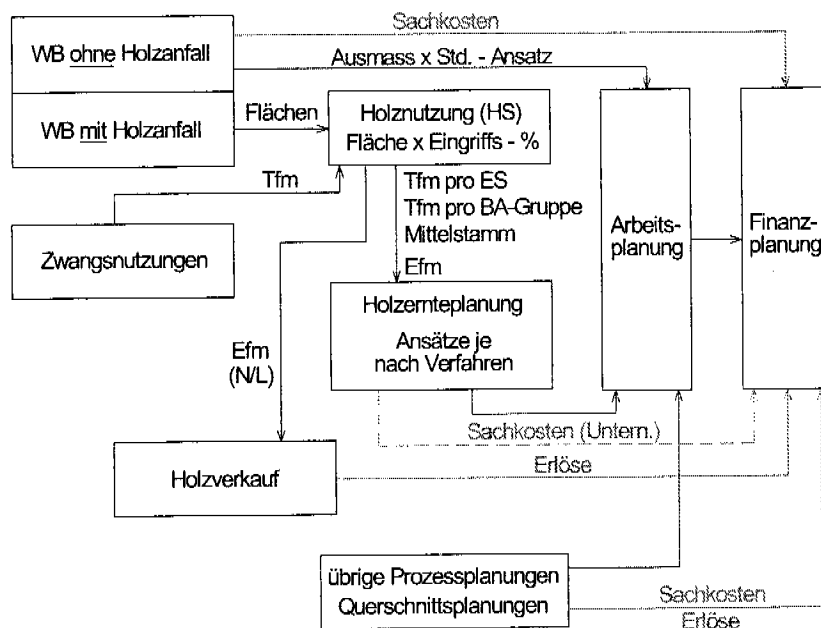 Sachkosten
WB ohne Holzanfall
Ausmass x Std. - Ansatz
WB mit Holzanfall
Flächen
Holznutzung (HS)
Fläche x Eingriffs - %
Tfm
Tfm pro ES
Tfm pro BA-Gruppe
Mittelstamm
Efm
Zwangsnutzungen
Arbeits-
planung
Finanz-
planung
Holzernteplanung
Ansätze je
nach Verfahren
Efm
(N/L)
Sachkosten (Untern.)
Erlöse
Holzverkauf
übrige Prozessplanungen
Querschnittsplanungen
Sachkosten
Erlöse